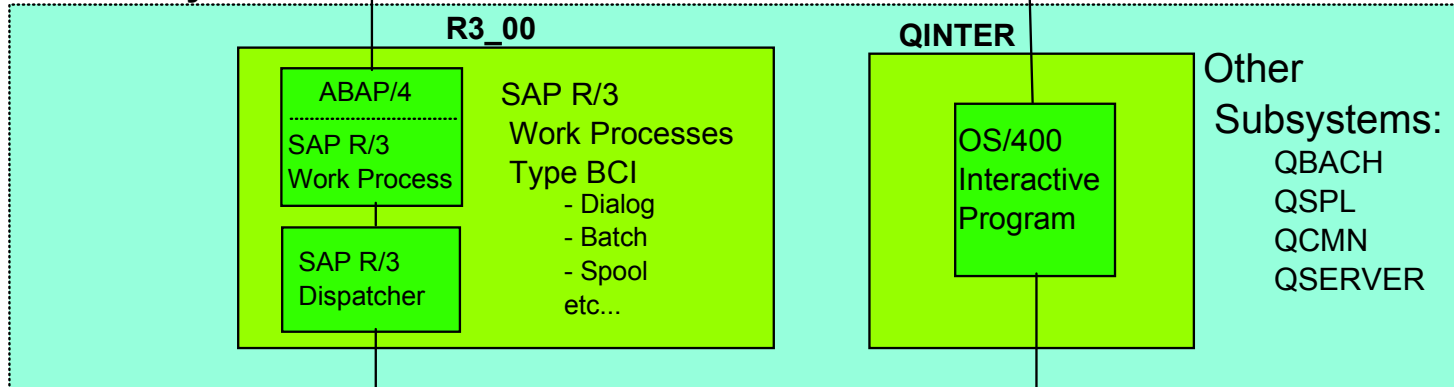 R3_00
ABAP/4
SAP R/3
Work Process
SAP R/3
Dispatcher
SAP R/3
Work Processes
Type BCI
- Dialog
- Batch
- Spool
etc...
QINTER
OS/400
Interactive
Program
Other
Subsystems:
QBACH
QSPL
QCMN
QSERVER